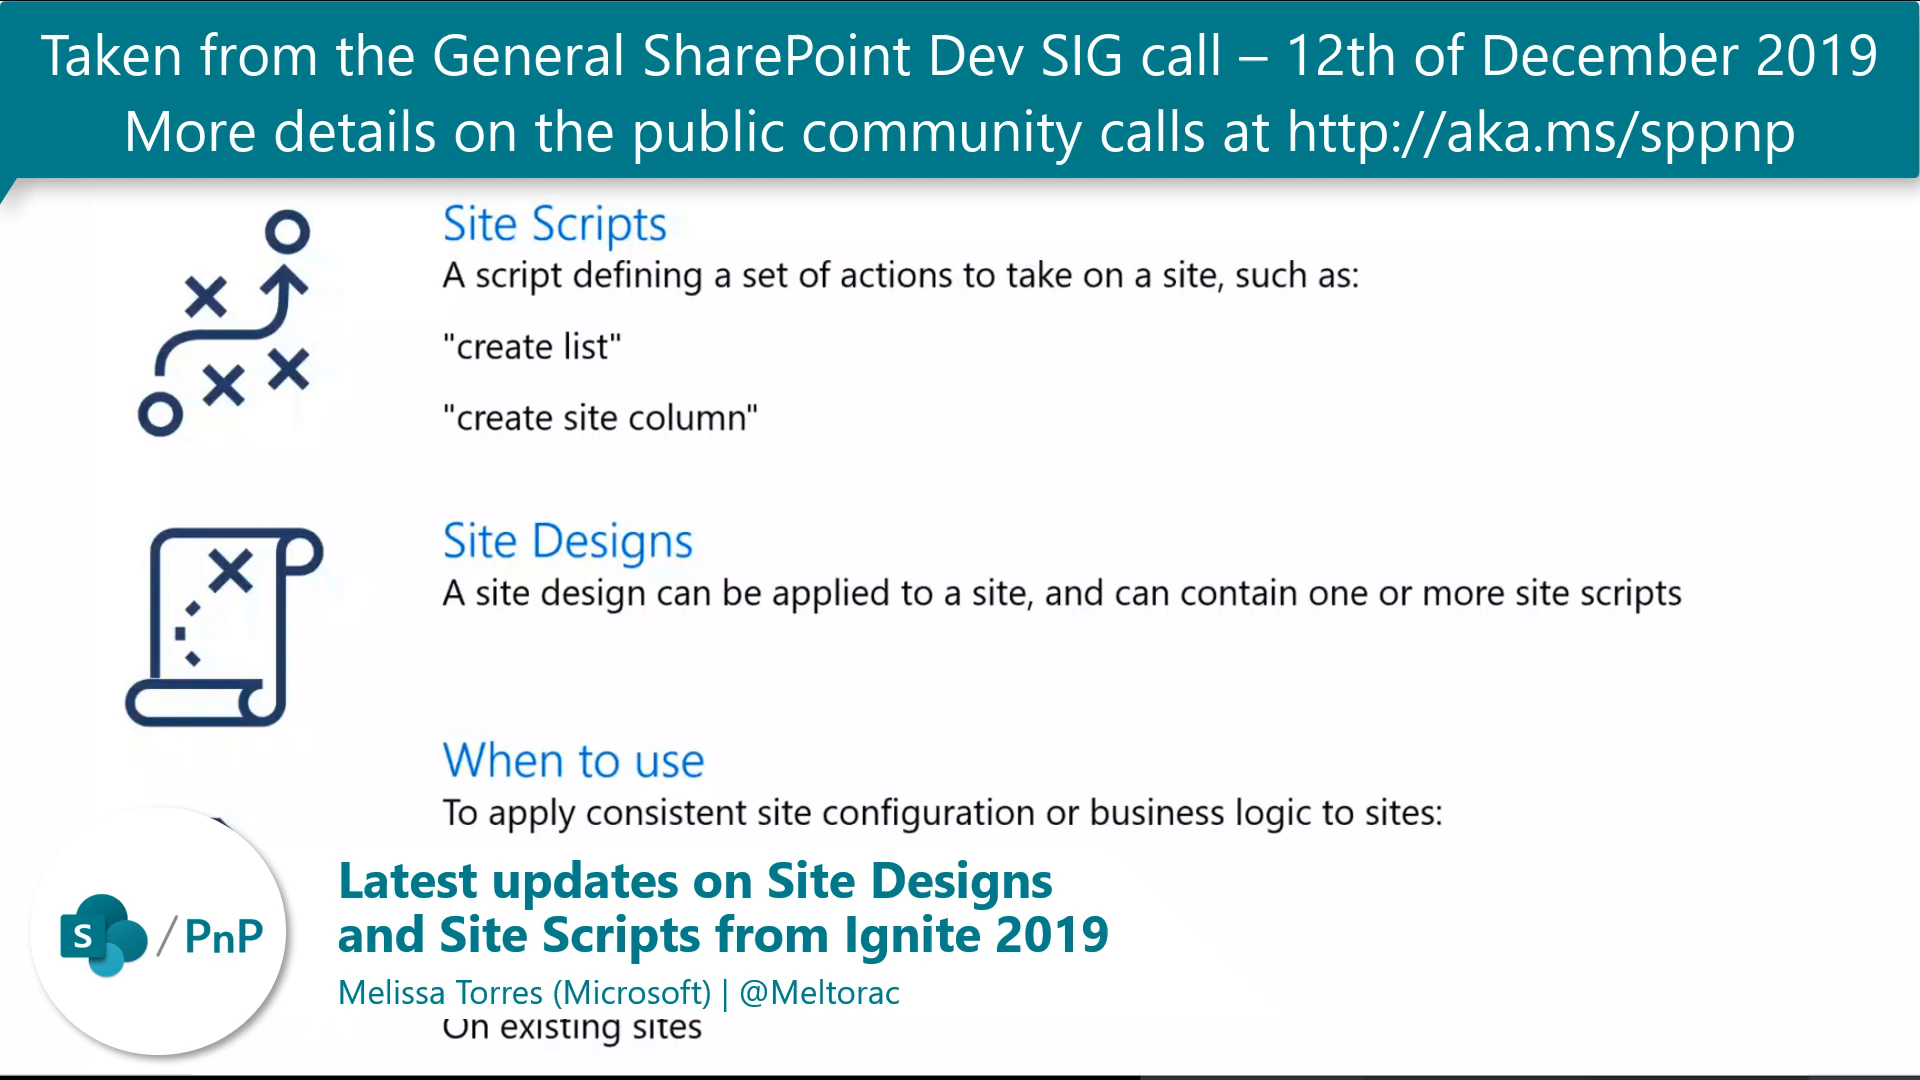 Taken from the General SharePoint Dev SIG call – 12th of December 2019
More details on the public community calls at http://aka.ms/sppnp
Site Scripts
A script defining a set of actions to take on a site, such as:
"create list"
"create site column"
Site Designs
A site design can be applied to a site, and can contain one or more site scripts
When to use
To apply consistent site configuration or business logic to sites:
Latest updates on Site Designs
and Site Scripts from Ignite 2019
S / PnP
Melissa Torres (Microsoft) | @Meltorac
On existing sites